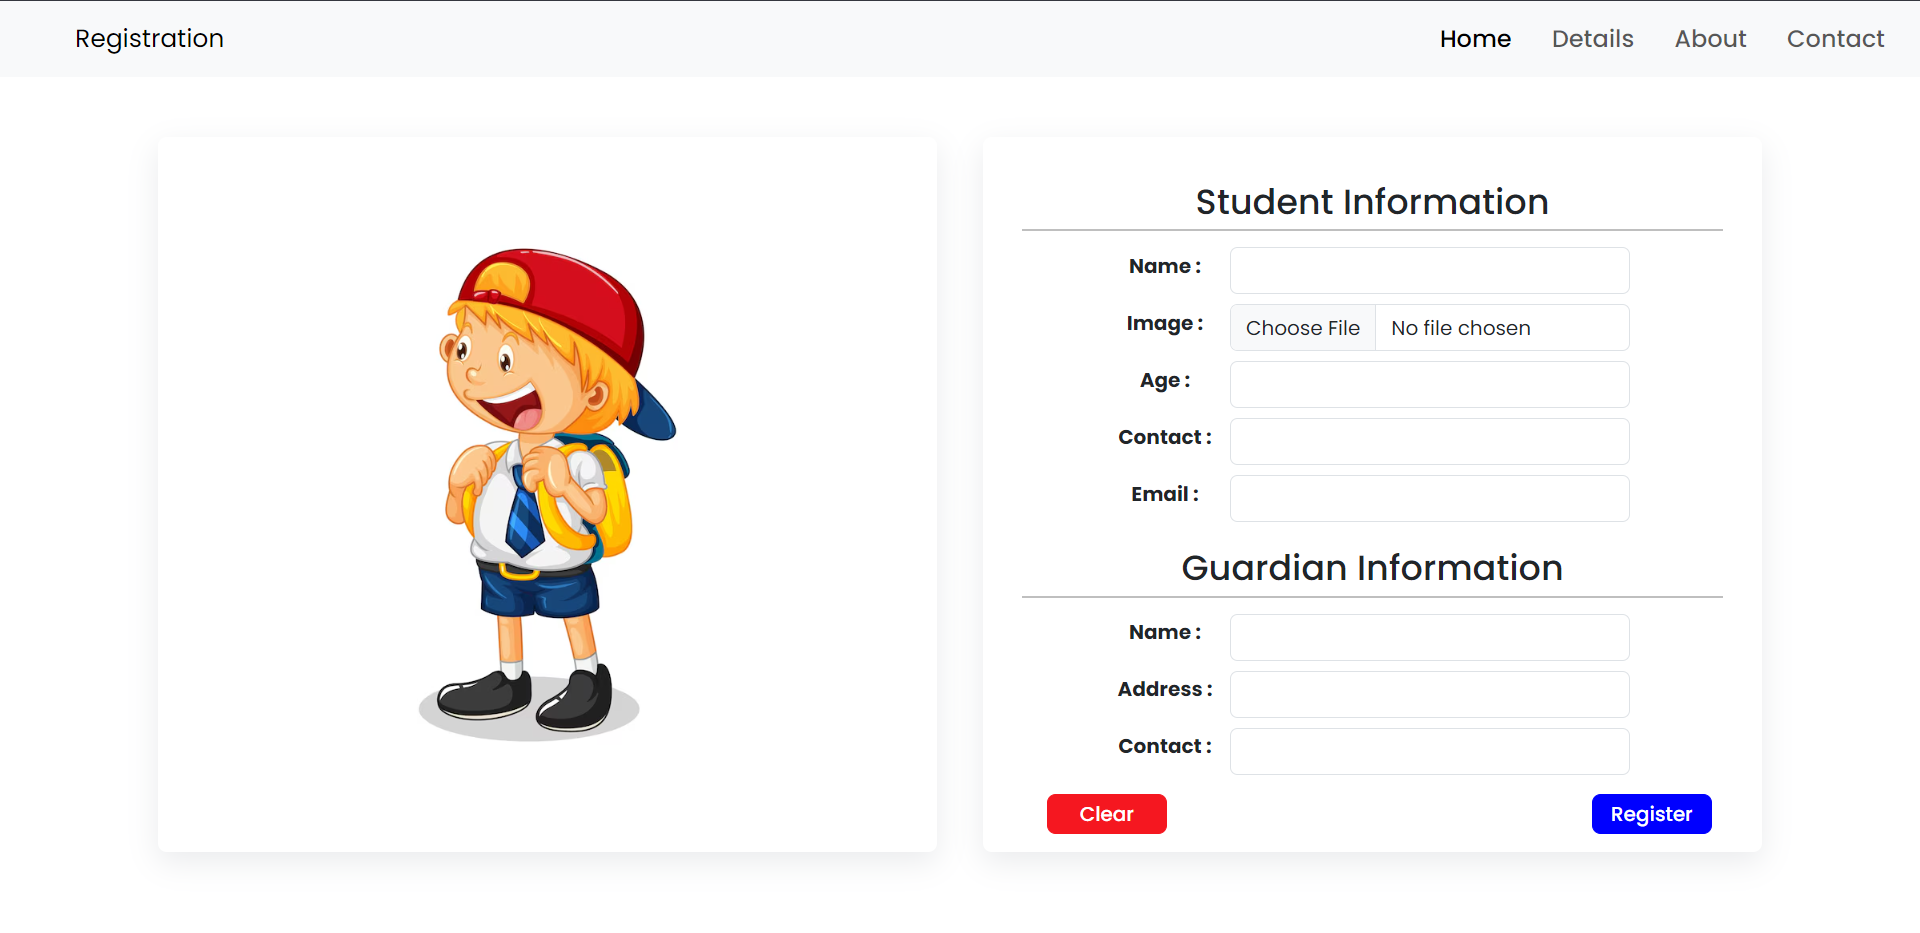 Registration Home Details About Contact
Student Information
Name :
Image : Choose File No file chosen
Age :
Contact :
Email :
Guardian Information
Name :
Address :
Contact :
Clear Register